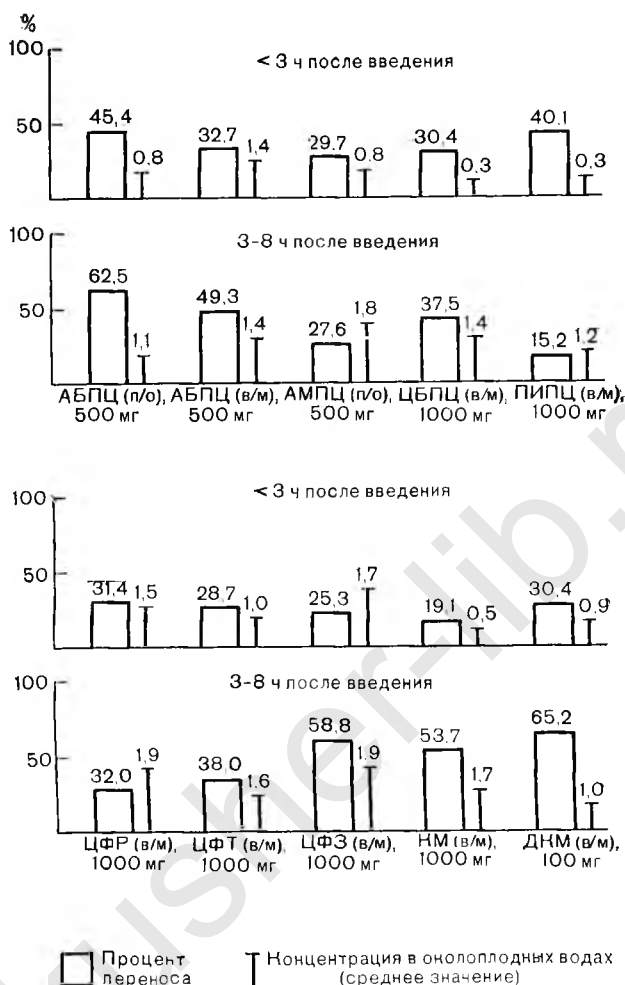 %
100
< 3 ч после введения
50
45,4 0,8 32,7 1,4 29,7 0,8 30,4 0,3 40,1 0,3
100
3-8 ч после введения
50
62,5 1,1 49,3 1,4 27,6 1,8 37,5 1,4 15,2 1,2
АБПЦ (п/о), АБПЦ (в/м), АМПЦ (п/о), ЦБПЦ (в/м), ПИПЦ (в/м),
500 мг 500 мг 500 мг 1000 мг 1000 мг
100
< 3 ч после введения
50
31,4 1,5 28,7 1,0 25,3 1,7 19,1 0,5 30,4 0,9
100
3-8 ч после введения
50
32,0 1,9 38,0 1,6 58,8 1,9 53,7 1,7 65,2 1,0
ЦФР (в/м), ЦФТ (в/м), ЦФЗ (в/м), КМ (в/м), ДКМ (в/м),
1000 мг 1000 мг 1000 мг 1000 мг 100 мг
Процент Концентрация в околоплодных водах
переноса (среднее значение)